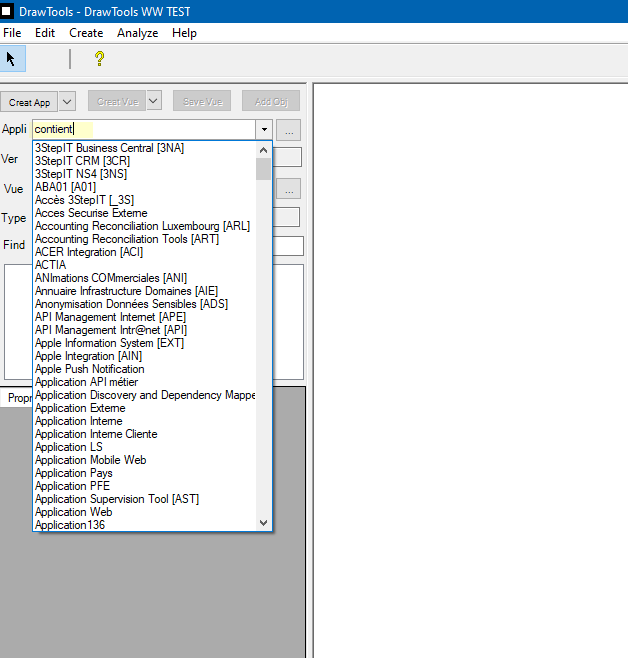 DrawTools - DrawTools WW TEST
File Edit Create Analyze Help
?
Creat App Creat Vue Save Vue Add Obj
Appli contient ...
3StepIT Business Central [3NA]
Ver
3StepIT CRM [3CR]
3StepIT NS4 [3NS]
ABA01 [A01]
Vue ...
Accès 3StepIT [_3S]
Acces Securise Externe
Type
Accounting Reconciliation Luxembourg [ARL]
Accounting Reconciliation Tools [ART]
Find
ACER Integration [ACI]
ACTIA
ANImations COMmerciales [ANI]
Annuaire Infrastructure Domaines [AIE]
Anonymisation Données Sensibles [ADS]
API Management Internet [APE]
API Management Intr@net [API]
Apple Information System [EXT]
Apple Integration [AIN]
Apple Push Notification
Application API métier
Application Discovery and Dependency Mappe
Propr
Application Externe
Application Interne
Application Interne Cliente
Application LS
Application Mobile Web
Application Pays
Application PFE
Application Supervision Tool [AST]
Application Web
Application136